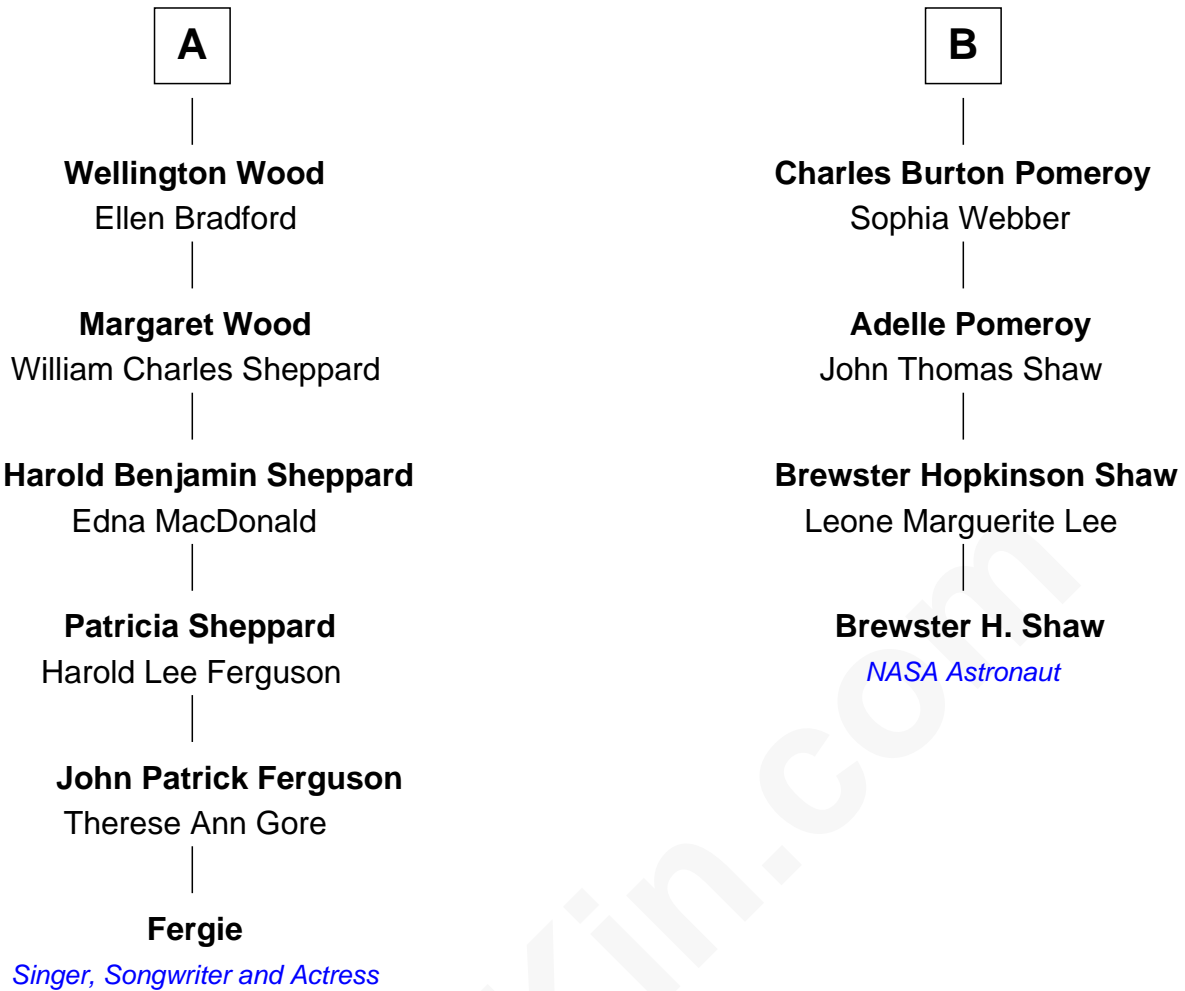 A
Wellington Wood
Ellen Bradford
Margaret Wood
William Charles Sheppard
Harold Benjamin Sheppard
Edna MacDonald
Patricia Sheppard
Harold Lee Ferguson
John Patrick Ferguson
Therese Ann Gore
Fergie
Singer, Songwriter and Actress
B
Charles Burton Pomeroy
Sophia Webber
Adelle Pomeroy
John Thomas Shaw
Brewster Hopkinson Shaw
Leone Marguerite Lee
Brewster H. Shaw
NASA Astronaut